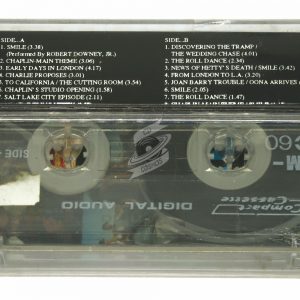 SIDE..A
1. SMILE (3.38)
(Performed by ROBERT DOWNEY, JR.)
2. CHAPLIN MAIN THEME (3.06)
3. EARLY DAYS IN LONDON (4.18)
4. CHARLIE PROPOSES (3.01)
5. TO CALIFORNIA / THE CUTTING ROOM (3.54)
6. CHAPLIN'S STUDIO OPENING (1.58)
7. SALT LAKE CITY EPISODE (2.11)
SIDE..B
1. DISCOVERING THE TRAMP /
THE WEDDING CHASE (4.01)
2. THE ROLL DANCE (2.34)
3. NEWS OF HETTY'S DEATH / SMILE (3.42)
4. FROM LONDON TO L.A. (3.20)
5. JOAN BARRY TROUBLE / OONA ARRIVES
6. SMILE (2.05)
7. THE ROLL DANCE (1.47)
SIDE
60
DIGITAL AUDIO
Compact
Cassette